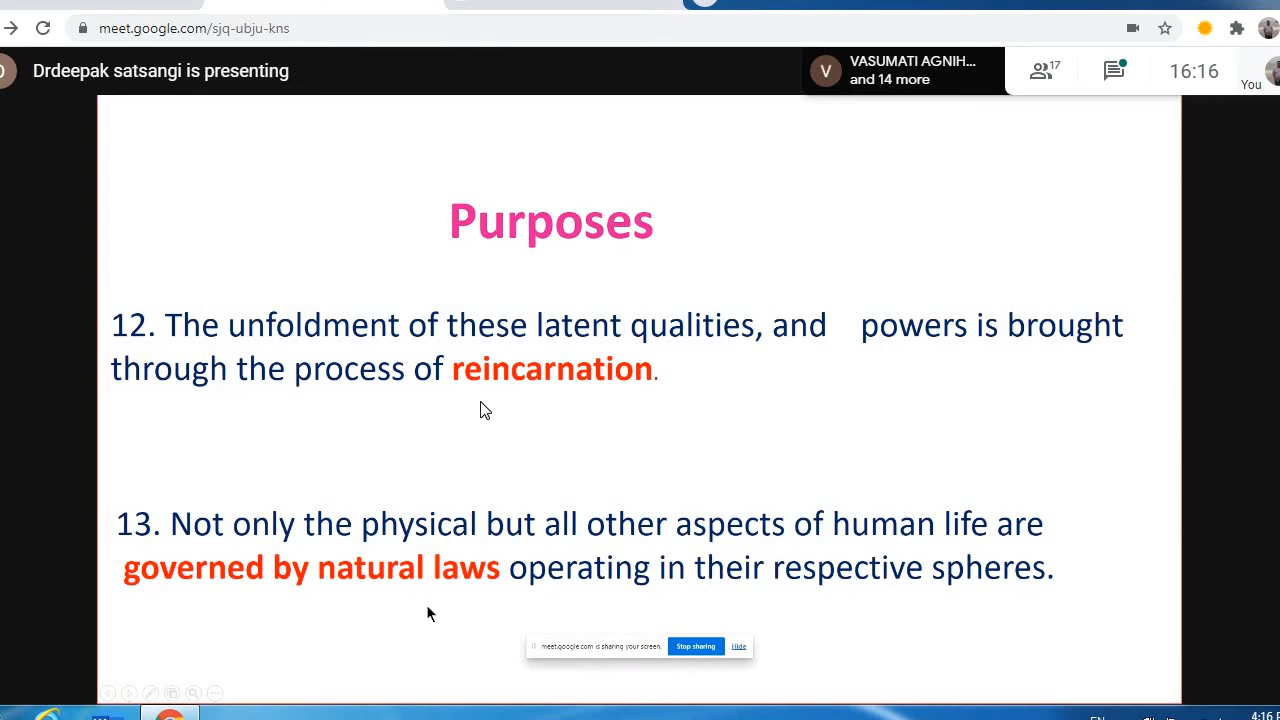 meet.google.com/sjq-ubju-kns
Drdeepak satsangi is presenting
V
VASUMATI AGNIH...
and 14 more
17
16:16
You
Purposes
12. The unfoldment of these latent qualities, and powers is brought
through the process of reincarnation.
13. Not only the physical but all other aspects of human life are
governed by natural laws operating in their respective spheres.
meet.google.com is sharing your screen.
Stop sharing
Hide
4:16